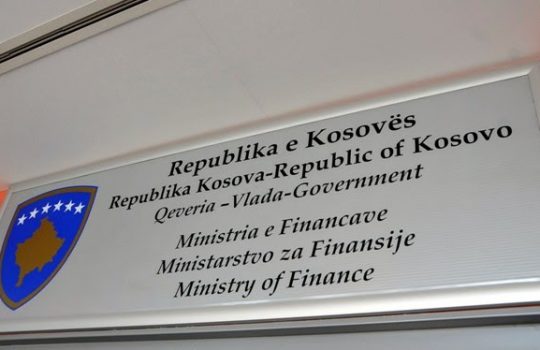 Republika e Kosovës
Republika Kosova-Republic of Kosovo
Qeveria –Vlada-Government
Ministria e Financave
Ministarstvo za Finansije
Ministry of Finance